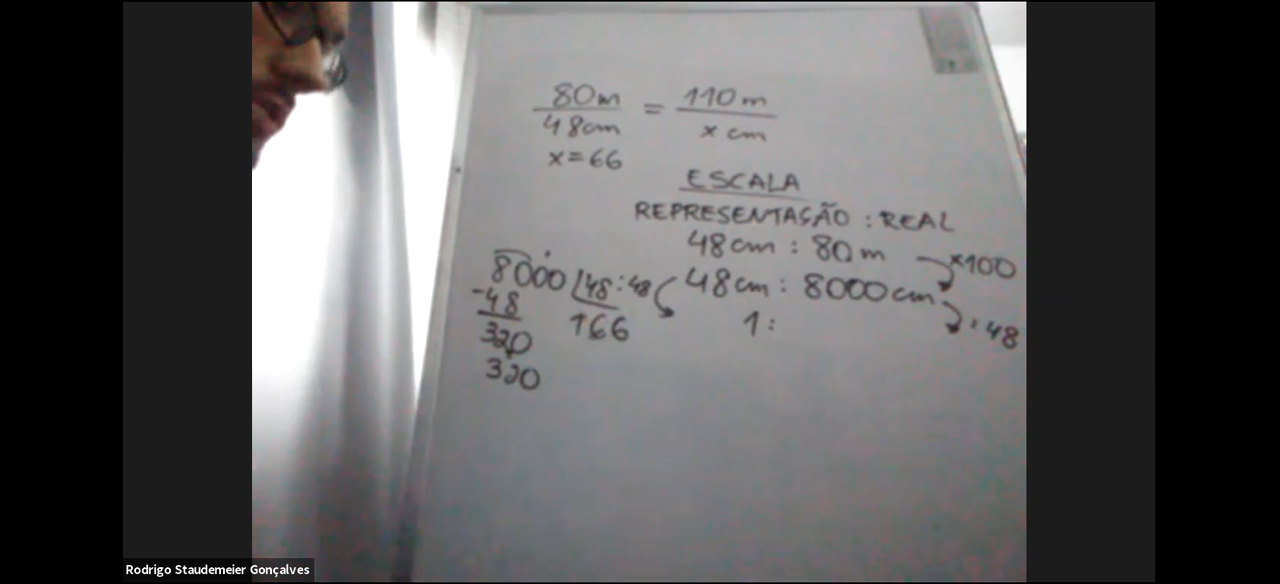 80m = 110m
48cm x cm
x=66
ESCALA
REPRESENTAÇÃO : REAL
48cm : 80m ×100
48cm : 8000cm
1: :48
8000 48 :48
-48 166
320
320
Rodrigo Staudemeier Gonçalves